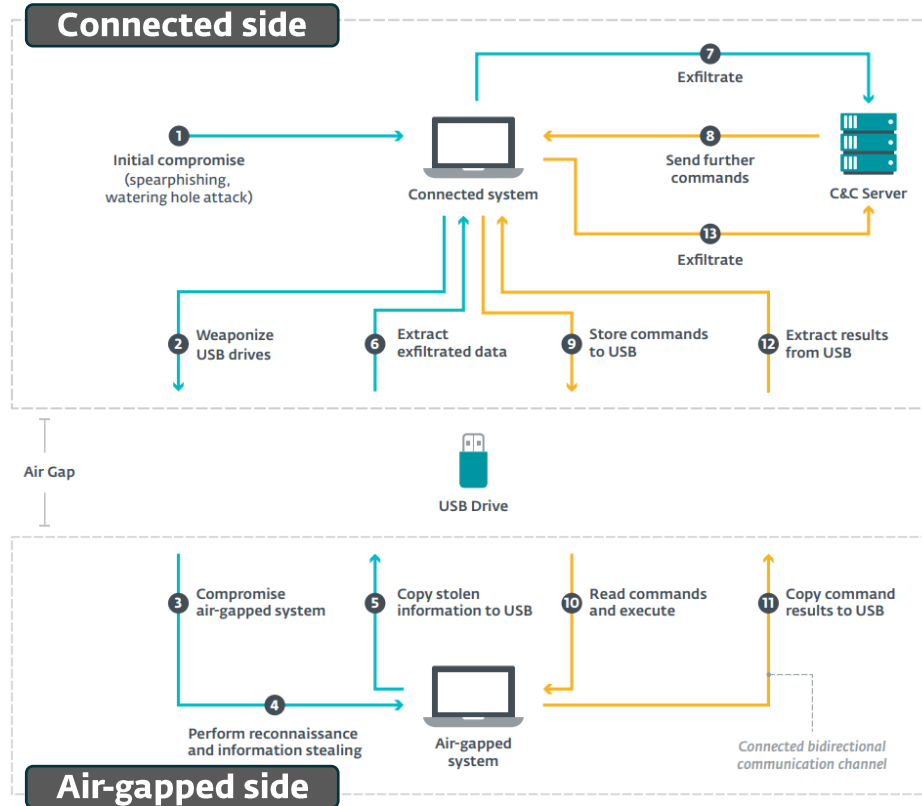 Connected side
7
Exfiltrate
1
Initial compromise
(spearphishing,
watering hole attack)
8
Send further
commands
Connected system
C&C Server
13
Exfiltrate
2
Weaponize
USB drives
6
Extract
exfiltrated data
9
Store commands
to USB
12
Extract results
from USB
Air Gap
USB Drive
3
Compromise
air-gapped system
5
Copy stolen
information to USB
10
Read commands
and execute
11
Copy command
results to USB
4
Perform reconnaissance
and information stealing
Air-gapped
system
Connected bidirectional
communication channel
Air-gapped side